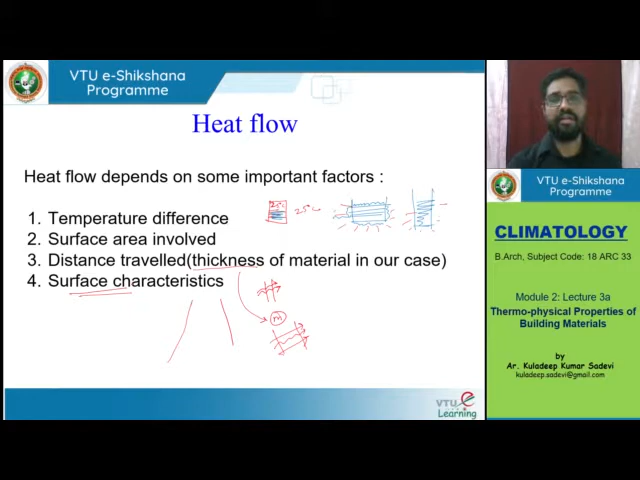 VTU e-Shikshana
Programme
Heat flow
Heat flow depends on some important factors :
1. Temperature difference
2. Surface area involved
3. Distance travelled(thickness of material in our case)
4. Surface characteristics
25°C
25°C
VTU
Learning
VTU e-Shikshana
Programme
CLIMATOLOGY
B.Arch, Subject Code: 18 ARC 33
Module 2: Lecture 3a
Thermo-physical Properties of
Building Materials
by
Ar. Kuladeep Kumar Sadevi
kuladeep.sadevi@gmail.com